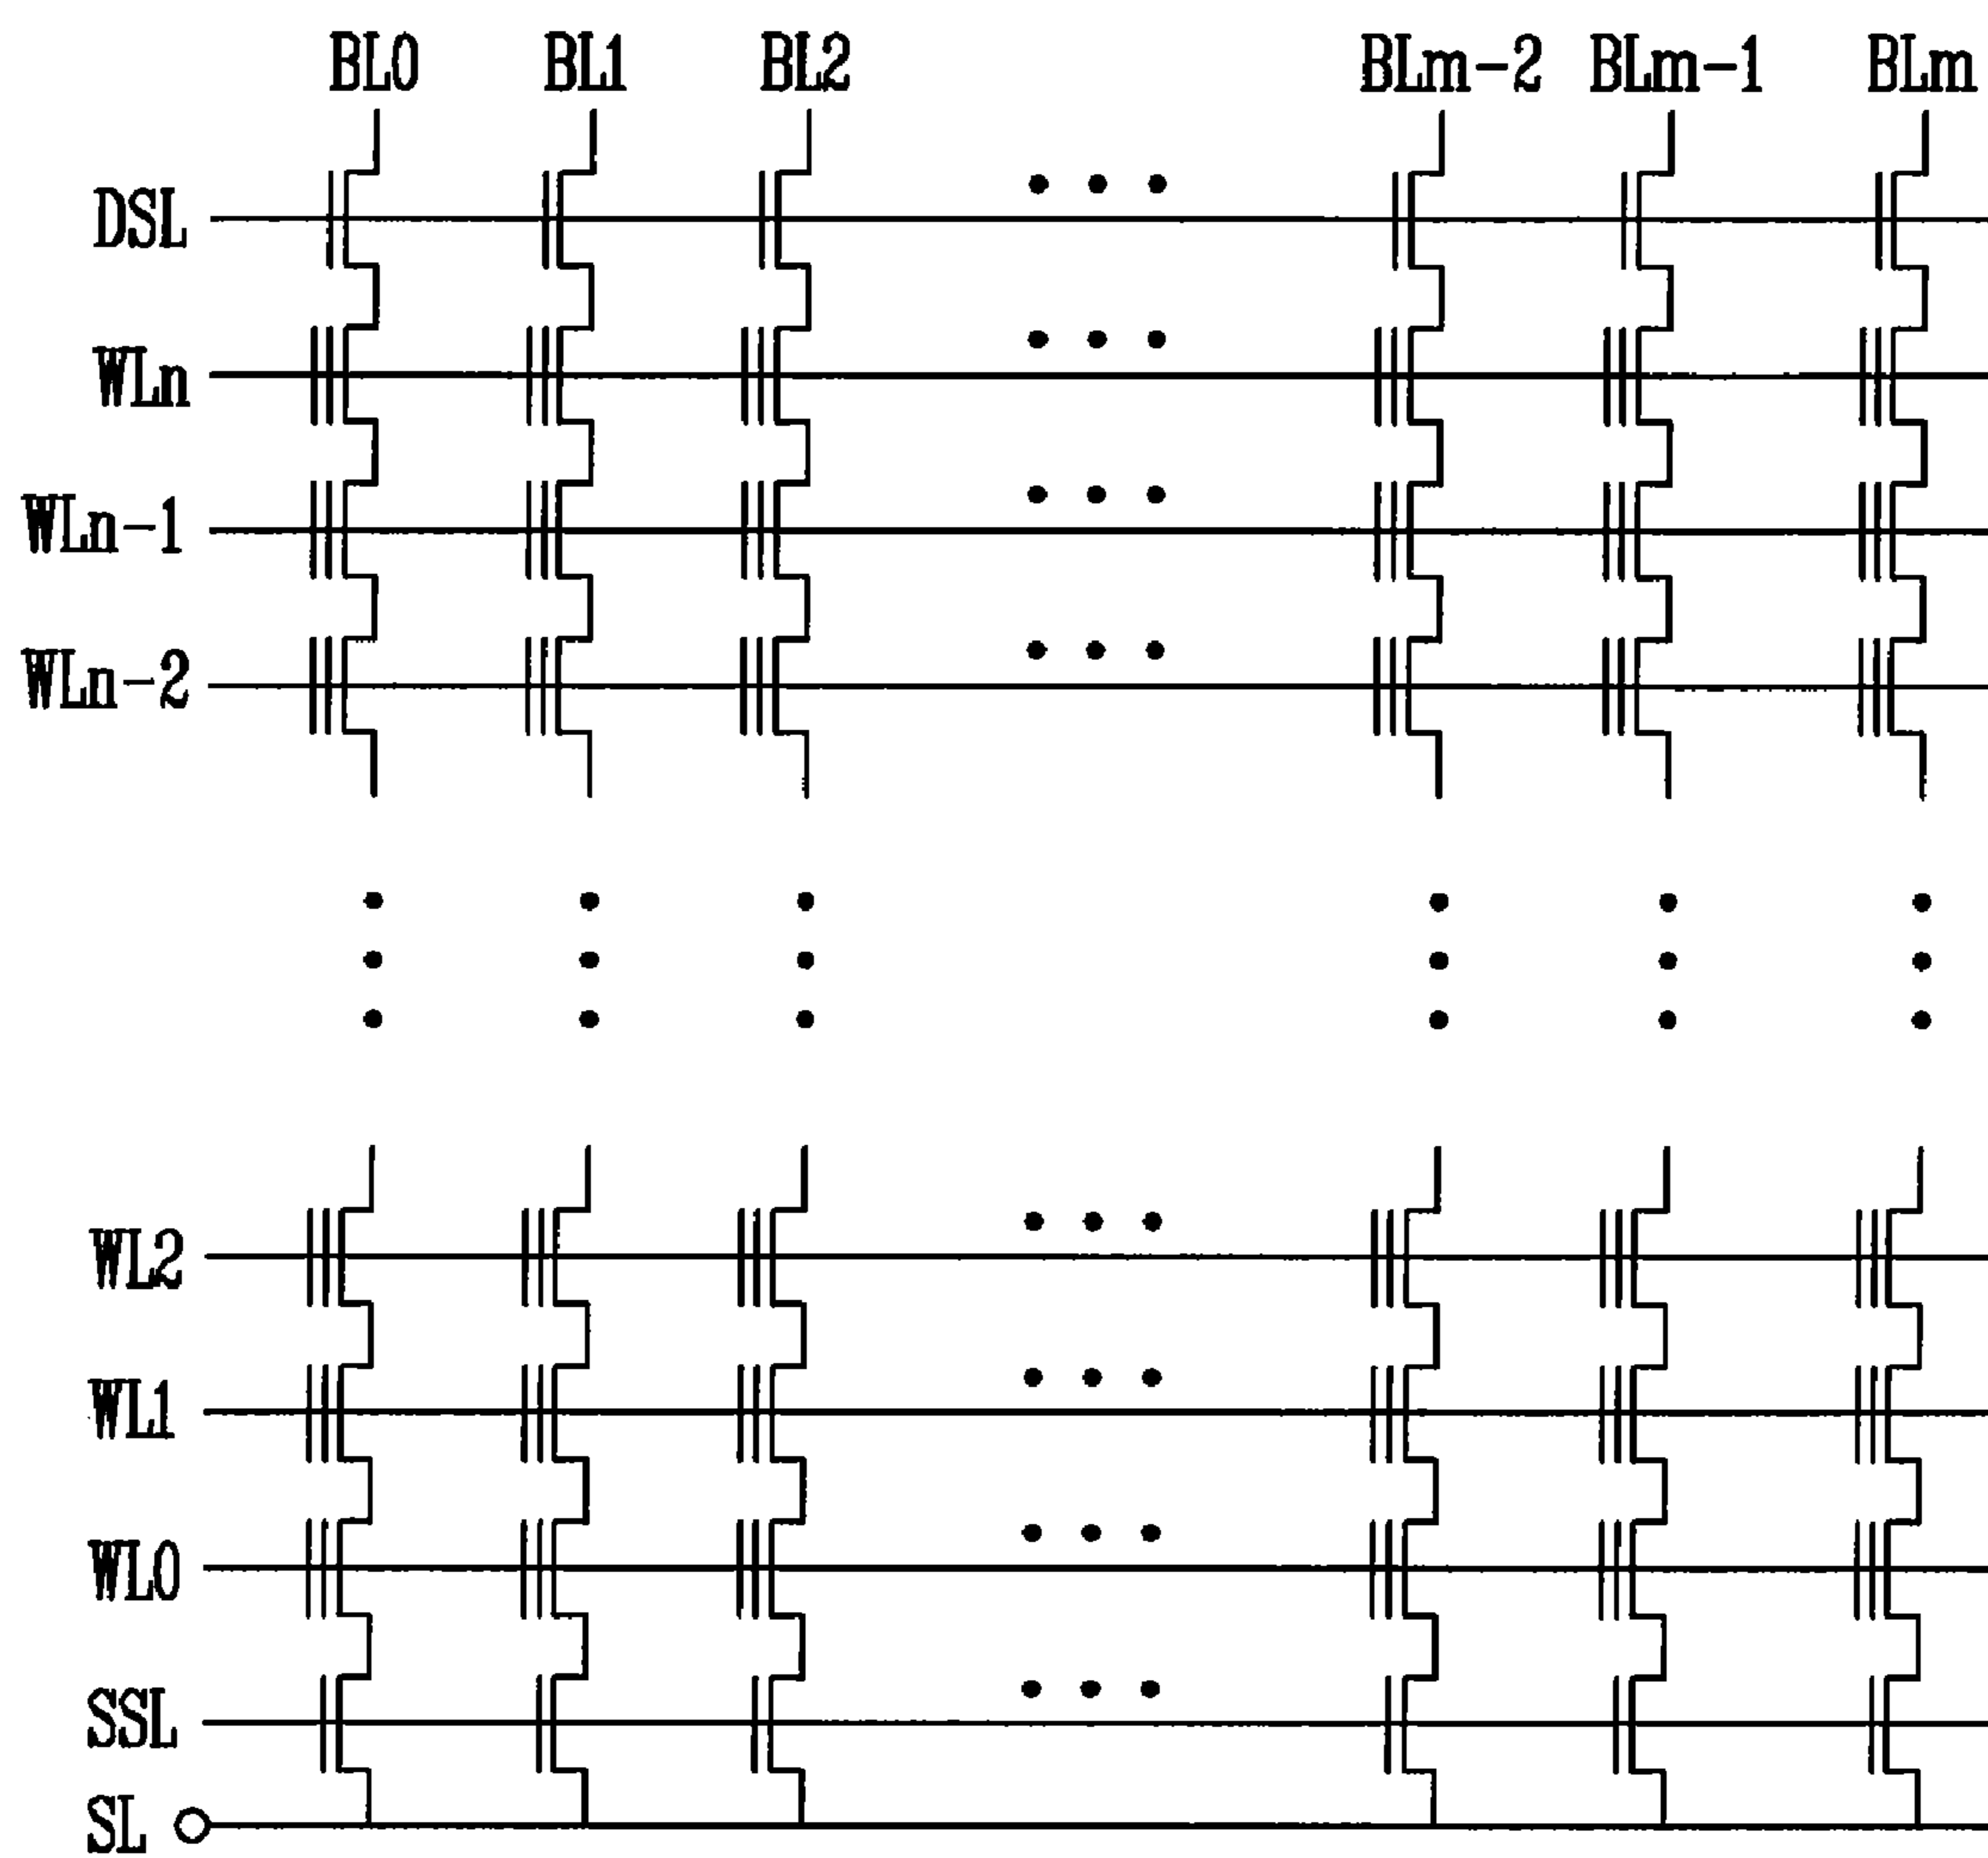 BL0 BL1 BL2 BLm-2 BLm-1 BLm
DSL
WLn
WLn-1
WLn-2
WL2
WL1
WL0
SSL
SL